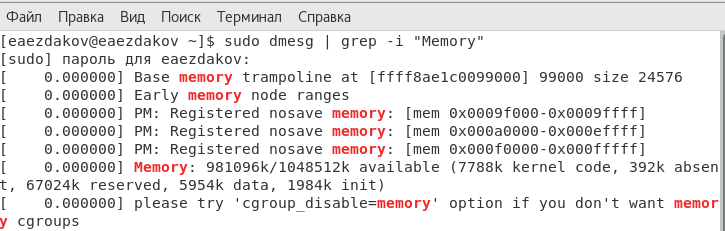 Файл Правка Вид Поиск Терминал Справка
[eaezdakov@eaezdakov ~]$ sudo dmesg | grep -i "Memory"
[sudo] пароль для eaezdakov:
[    0.000000] Base memory trampoline at [ffff8ae1c0099000] 99000 size 24576
[    0.000000] Early memory node ranges
[    0.000000] PM: Registered nosave memory: [mem 0x0009f000-0x0009ffff]
[    0.000000] PM: Registered nosave memory: [mem 0x000a0000-0x000effff]
[    0.000000] PM: Registered nosave memory: [mem 0x000f0000-0x000fffff]
[    0.000000] Memory: 981096k/1048512k available (7788k kernel code, 392k absen
t, 67024k reserved, 5954k data, 1984k init)
[    0.000000] please try 'cgroup_disable=memory' option if you don't want memor
y cgroups